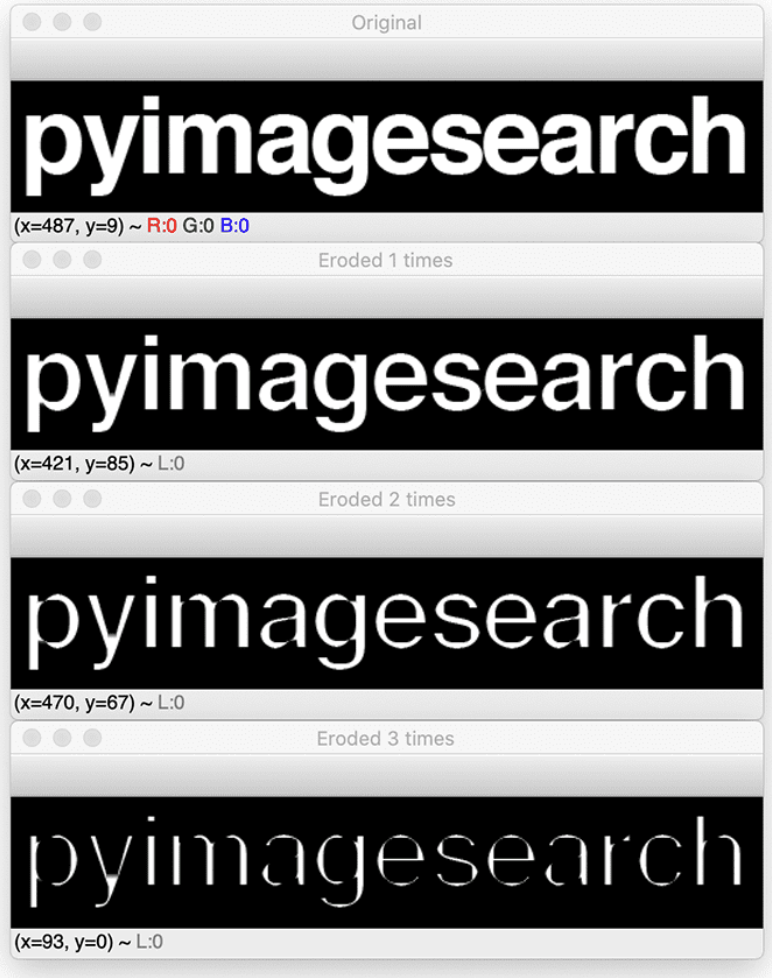 Original
pyimagesearch
(x=487, y=9) ~ R:0 G:0 B:0
Eroded 1 times
pyimagesearch
(x=421, y=85) ~ L:0
Eroded 2 times
pyimagesearch
(x=470, y=67) ~ L:0
Eroded 3 times
pyimagesearch
(x=93, y=0) ~ L:0